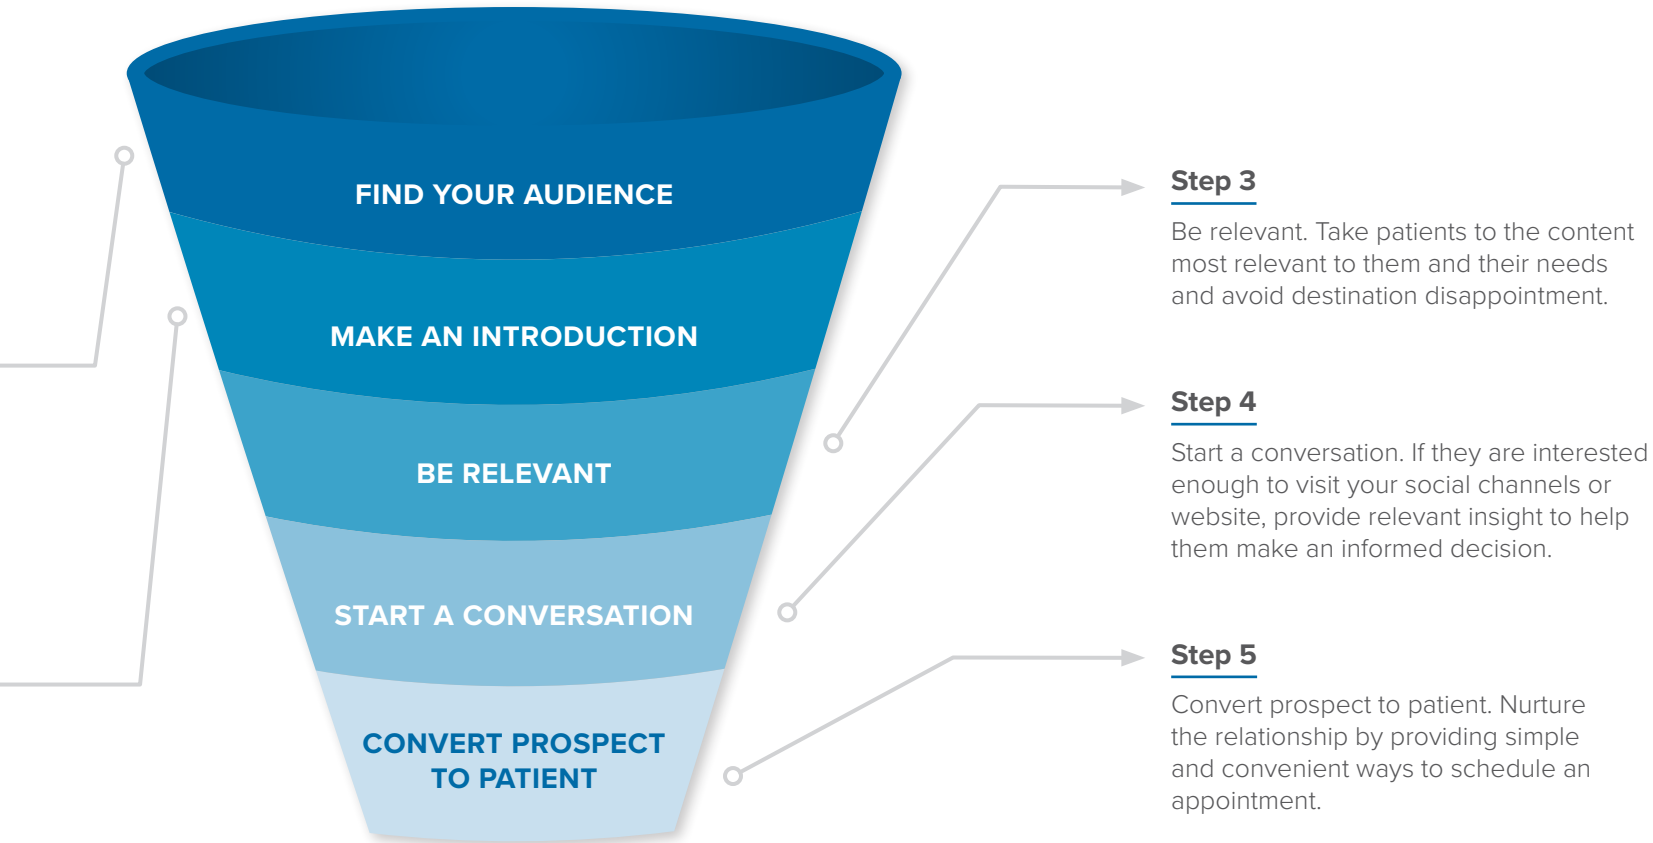 FIND YOUR AUDIENCE
MAKE AN INTRODUCTION
BE RELEVANT
START A CONVERSATION
CONVERT PROSPECT
TO PATIENT
Step 3
Be relevant. Take patients to the content
most relevant to them and their needs
and avoid destination disappointment.
Step 4
Start a conversation. If they are interested
enough to visit your social channels or
website, provide relevant insight to help
them make an informed decision.
Step 5
Convert prospect to patient. Nurture
the relationship by providing simple
and convenient ways to schedule an
appointment.